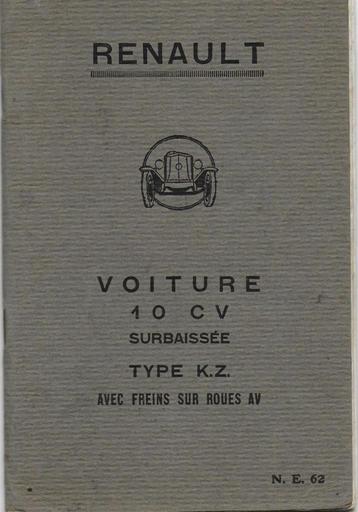 RENAULT
VOITURE
10 CV
SURBAISSÉE
TYPE K.Z.
AVEC FREINS SUR ROUES AV
N. E. 62